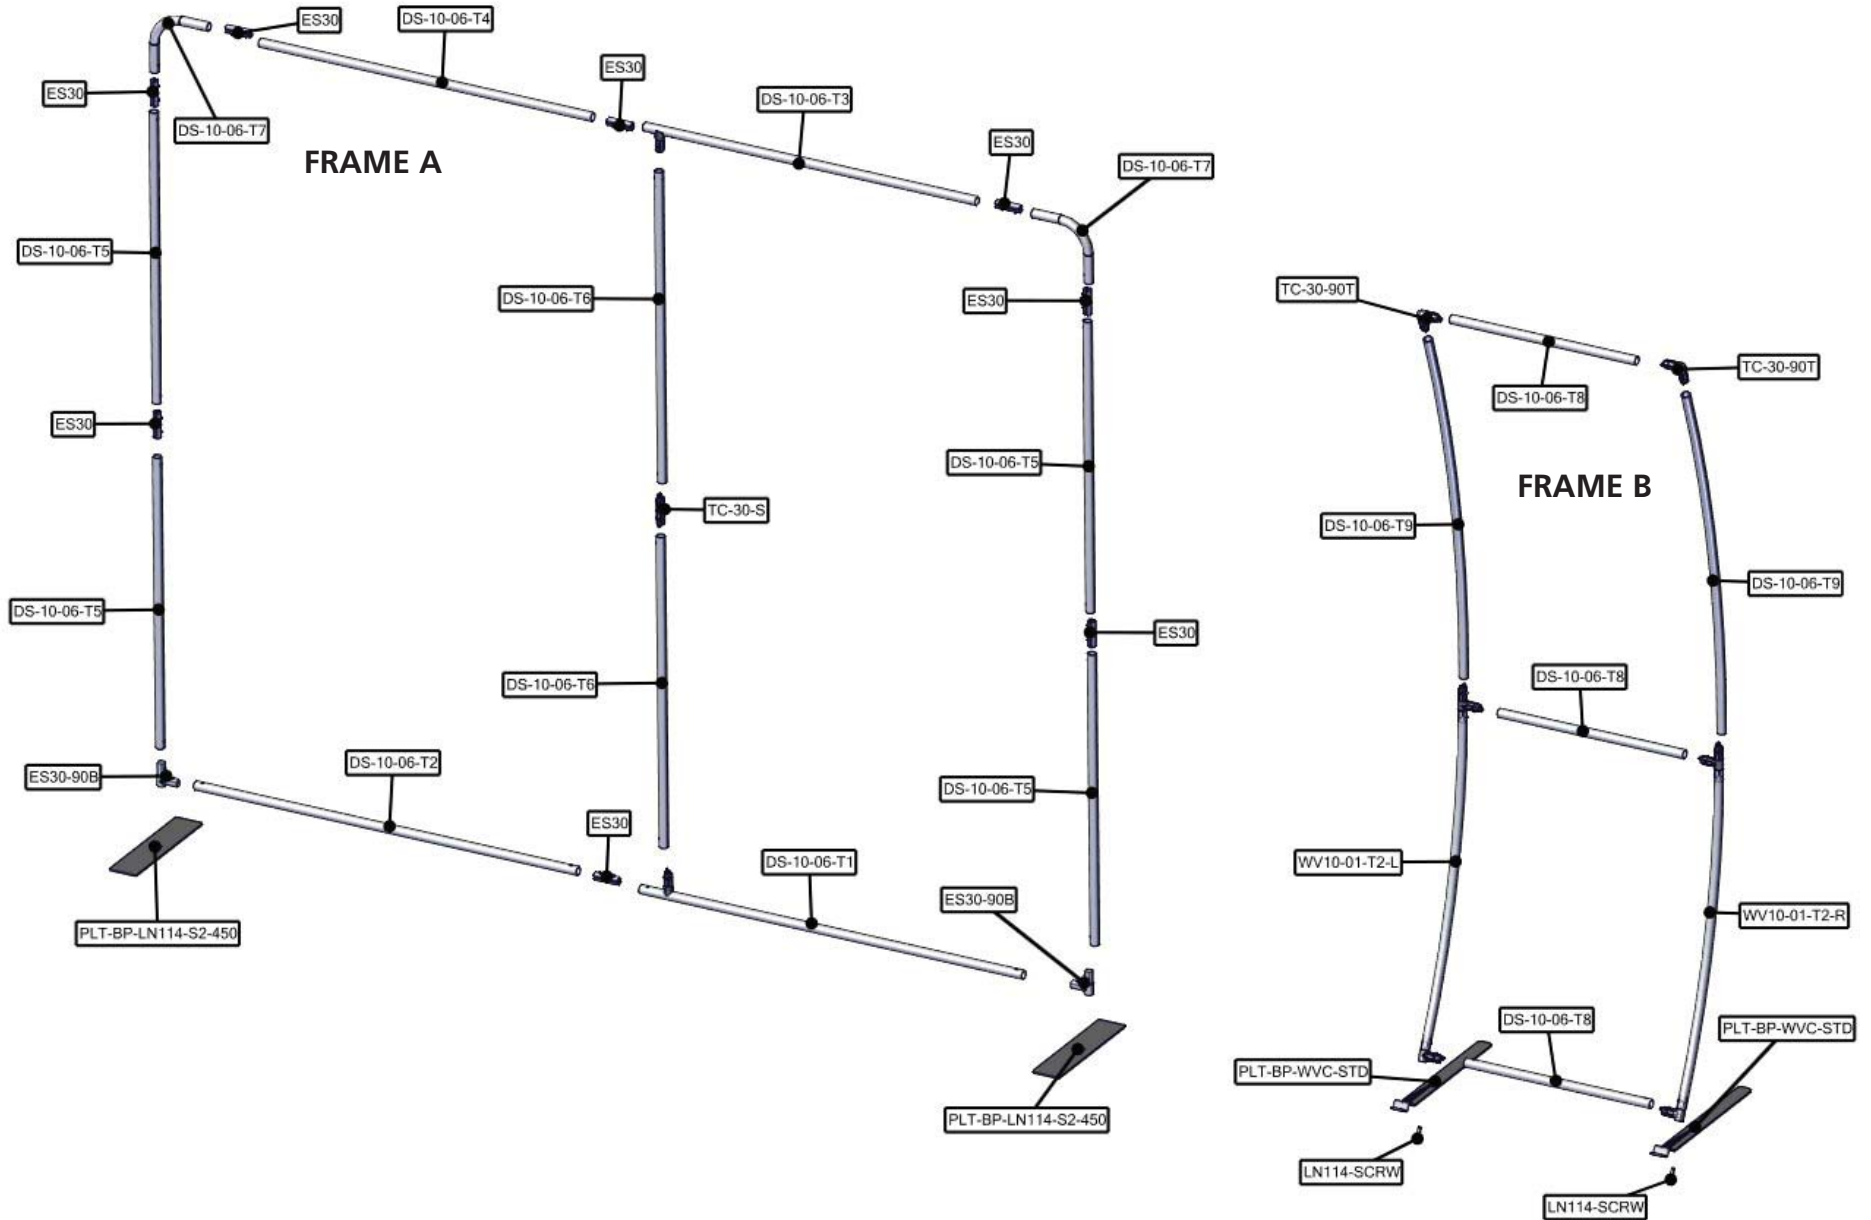 ES30
DS-10-06-T4
ES30
ES30
DS-10-06-T3
DS-10-06-T7
FRAME A
ES30
DS-10-06-T7
DS-10-06-T5
DS-10-06-T6
ES30
ES30
TC-30-S
DS-10-06-T5
ES30
DS-10-06-T5
DS-10-06-T6
ES30-90B
DS-10-06-T2
DS-10-06-T5
ES30
DS-10-06-T1
ES30-90B
PLT-BP-LN114-S2-450
PLT-BP-LN114-S2-450
TC-30-90T
TC-30-90T
DS-10-06-T8
FRAME B
DS-10-06-T9
DS-10-06-T9
DS-10-06-T8
WV10-01-T2-L
WV10-01-T2-R
DS-10-06-T8
PLT-BP-WVC-STD
PLT-BP-WVC-STD
LN114-SCRW
LN114-SCRW